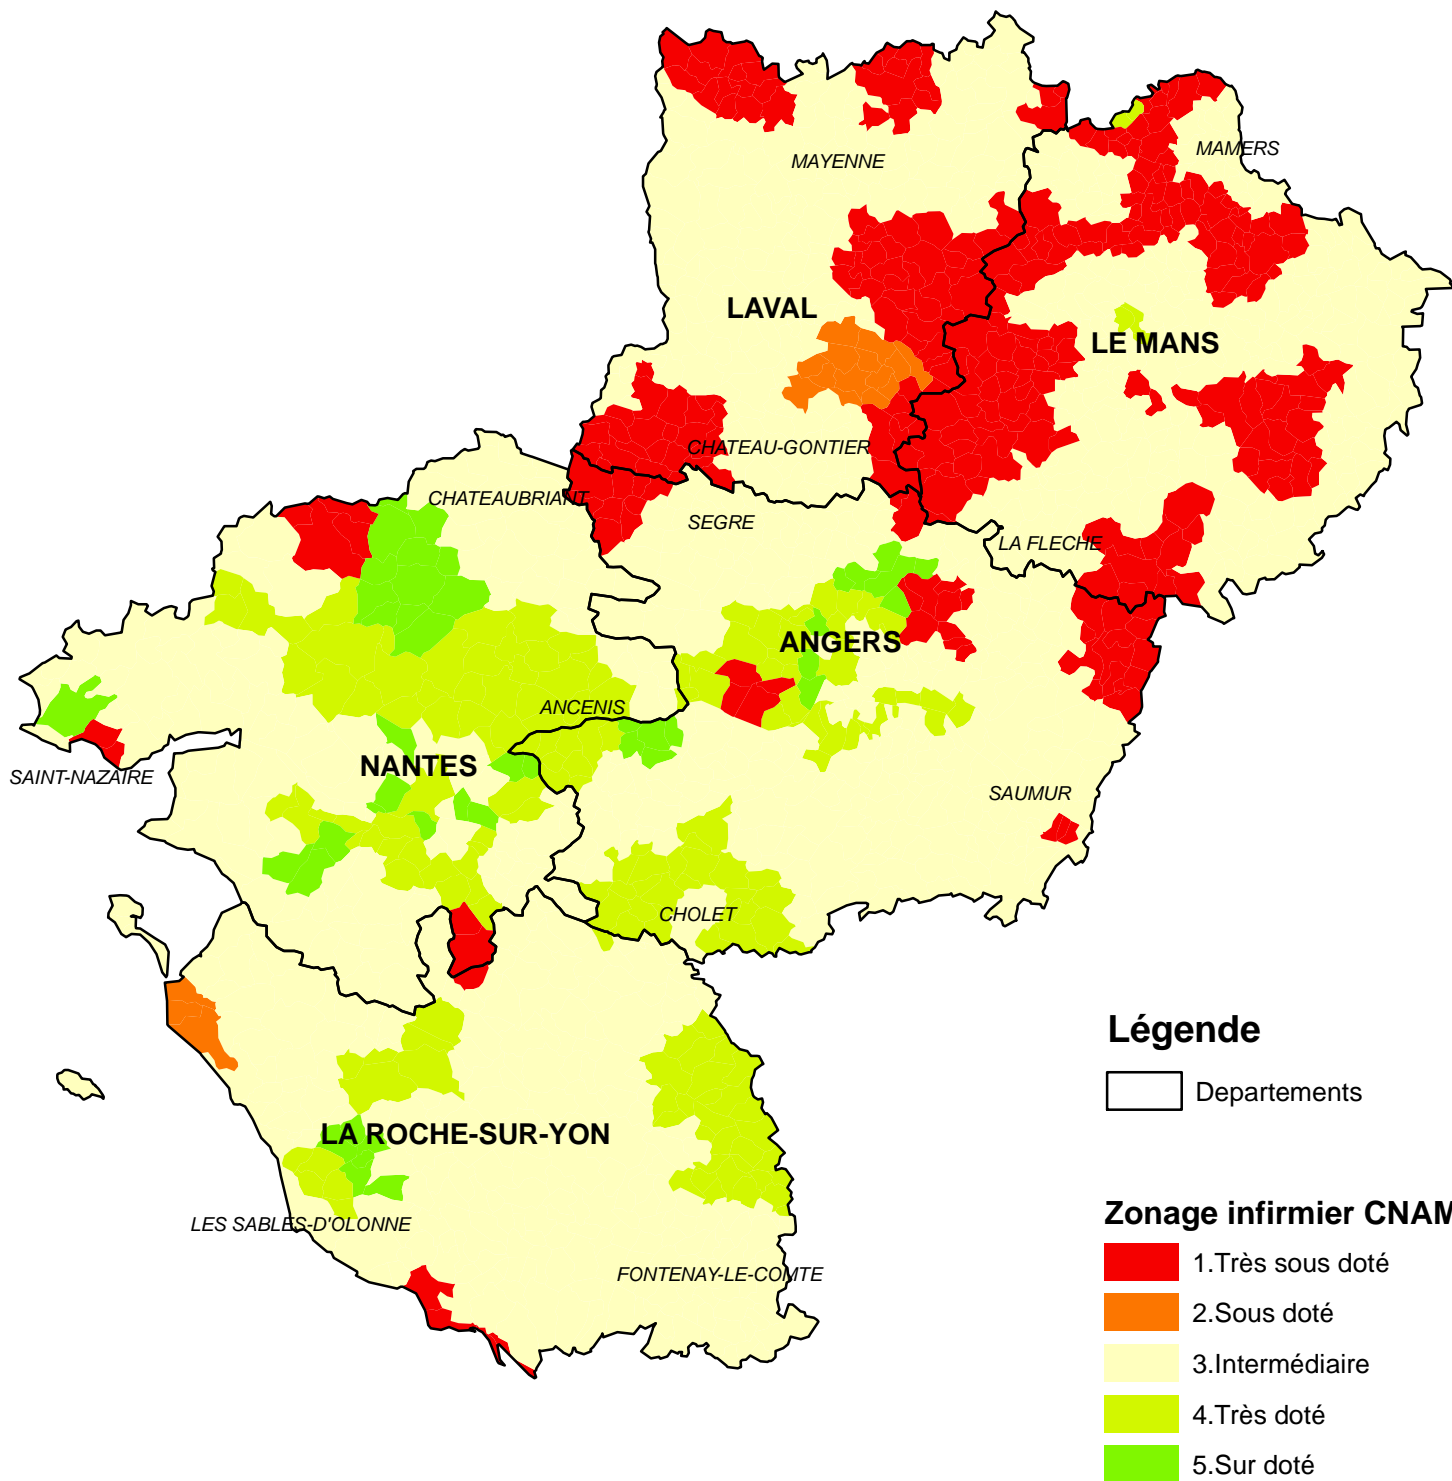 MAYENNE
MAMERS
LAVAL
LE MANS
CHATEAU-GONTIER
CHATEAUBRIANT
SEGRE
LA FLECHE
ANGERS
ANCENIS
NANTES
SAINT-NAZAIRE
SAUMUR
CHOLET
LA ROCHE-SUR-YON
LES SABLES-D'OLONNE
FONTENAY-LE-COMTE
Légende
Departements
Zonage infirmier CNAM
1.Très sous doté
2.Sous doté
3.Intermédiaire
4.Très doté
5.Sur doté